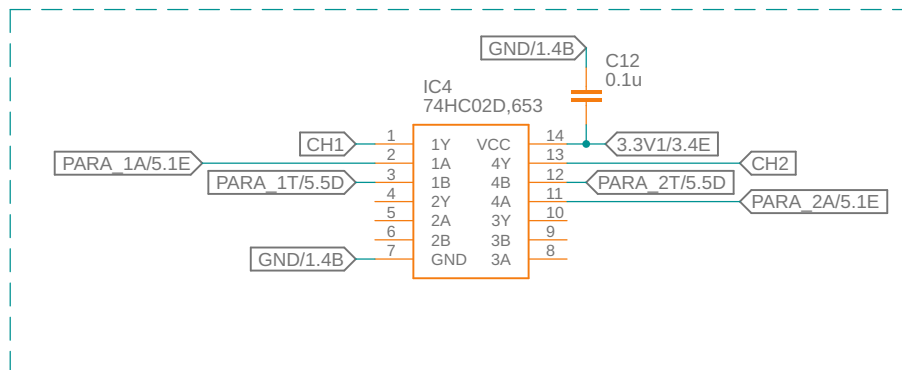 GND/1.4B
C12
0.1u
IC4
74HC02D,653
CH1 1 1Y VCC 14 3.3V1/3.4E
PARA_1A/5.1E 2 1A 4Y 13 CH2
PARA_1T/5.5D 3 1B 4B 12 PARA_2T/5.5D
4 2Y 4A 11 PARA_2A/5.1E
5 2A 3Y 10
6 2B 3B 9
GND/1.4B 7 GND 3A 8